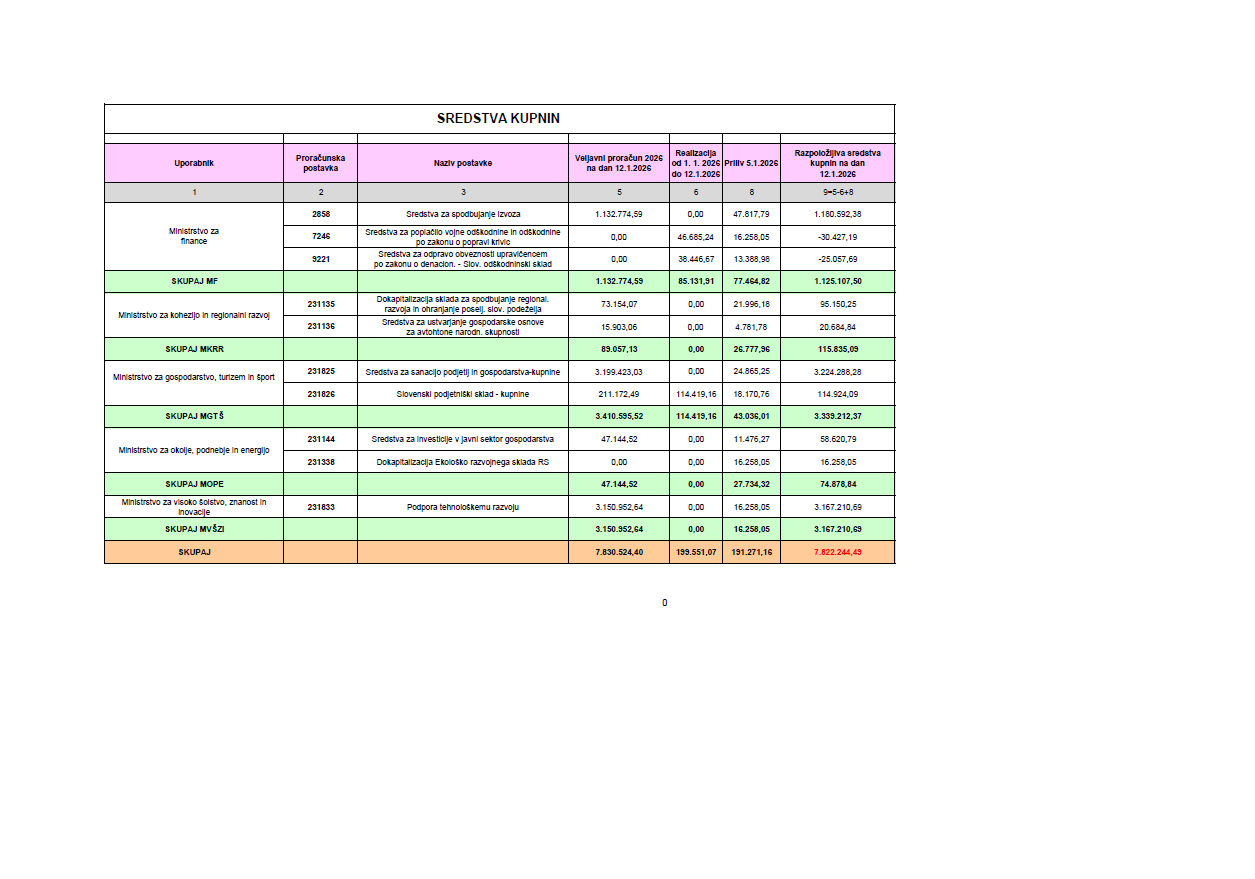 SREDSTVA KUPNIN
Uporabnik Proračunska postavka Naziv postavke Veljavni proračun 2026 na dan 12.1.2026 Realizacija od 1. 1. 2026 do 12.1.2026 Priliv 5.1.2026 Razpoložljiva sredstva kupnin na dan 12.1.2026
1 2 3 5 6 8 9=5-6+8
Ministrstvo za
finance
2858 Sredstva za spodbujanje izvoza 1.132.774,59 0,00 47.817,79 1.180.592,38
7246 Sredstva za poplačilo vojne odškodnine in odškodnine
po zakonu o popravi krivic 0,00 46.685,24 16.258,05 -30.427,19
9221 Sredstva za odpravo obveznosti upravičencem
po zakonu o denacion. - Slov. odškodninski sklad 0,00 38.446,67 13.388,98 -25.057,69
SKUPAJ MF 1.132.774,59 85.131,91 77.464,82 1.125.107,50
Ministrstvo za kohezijo in regionalni razvoj
231135 Dokapitalizacija sklada za spodbujanje regional.
razvoja in ohranjanje poselj. slov. podeželja 73.154,07 0,00 21.996,18 95.150,25
231136 Sredstva za ustvarjanje gospodarske osnove
za avtohtone narodn. skupnosti 15.903,06 0,00 4.781,78 20.684,84
SKUPAJ MKRR 89.057,13 0,00 26.777,96 115.835,09
Ministrstvo za gospodarstvo, turizem in šport
231825 Sredstva za sanacijo podjetij in gospodarstva-kupnine 3.199.423,03 0,00 24.865,25 3.224.288,28
231826 Slovenski podjetniški sklad - kupnine 211.172,49 114.419,16 18.170,76 114.924,09
SKUPAJ MGTŠ 3.410.595,52 114.419,16 43.036,01 3.339.212,37
Ministrstvo za okolje, podnebje in energijo
231144 Sredstva za investicije v javni sektor gospodarstva 47.144,52 0,00 11.476,27 58.620,79
231338 Dokapitalizacija Ekološko razvojnega sklada RS 0,00 0,00 16.258,05 16.258,05
SKUPAJ MOPE 47.144,52 0,00 27.734,32 74.878,84
Ministrstvo za visoko šolstvo, znanost in
inovacije
231833 Podpora tehnološkemu razvoju 3.150.952,64 0,00 16.258,05 3.167.210,69
SKUPAJ MVŠZI 3.150.952,64 0,00 16.258,05 3.167.210,69
SKUPAJ 7.830.524,40 199.551,07 191.271,16 7.822.244,49
0